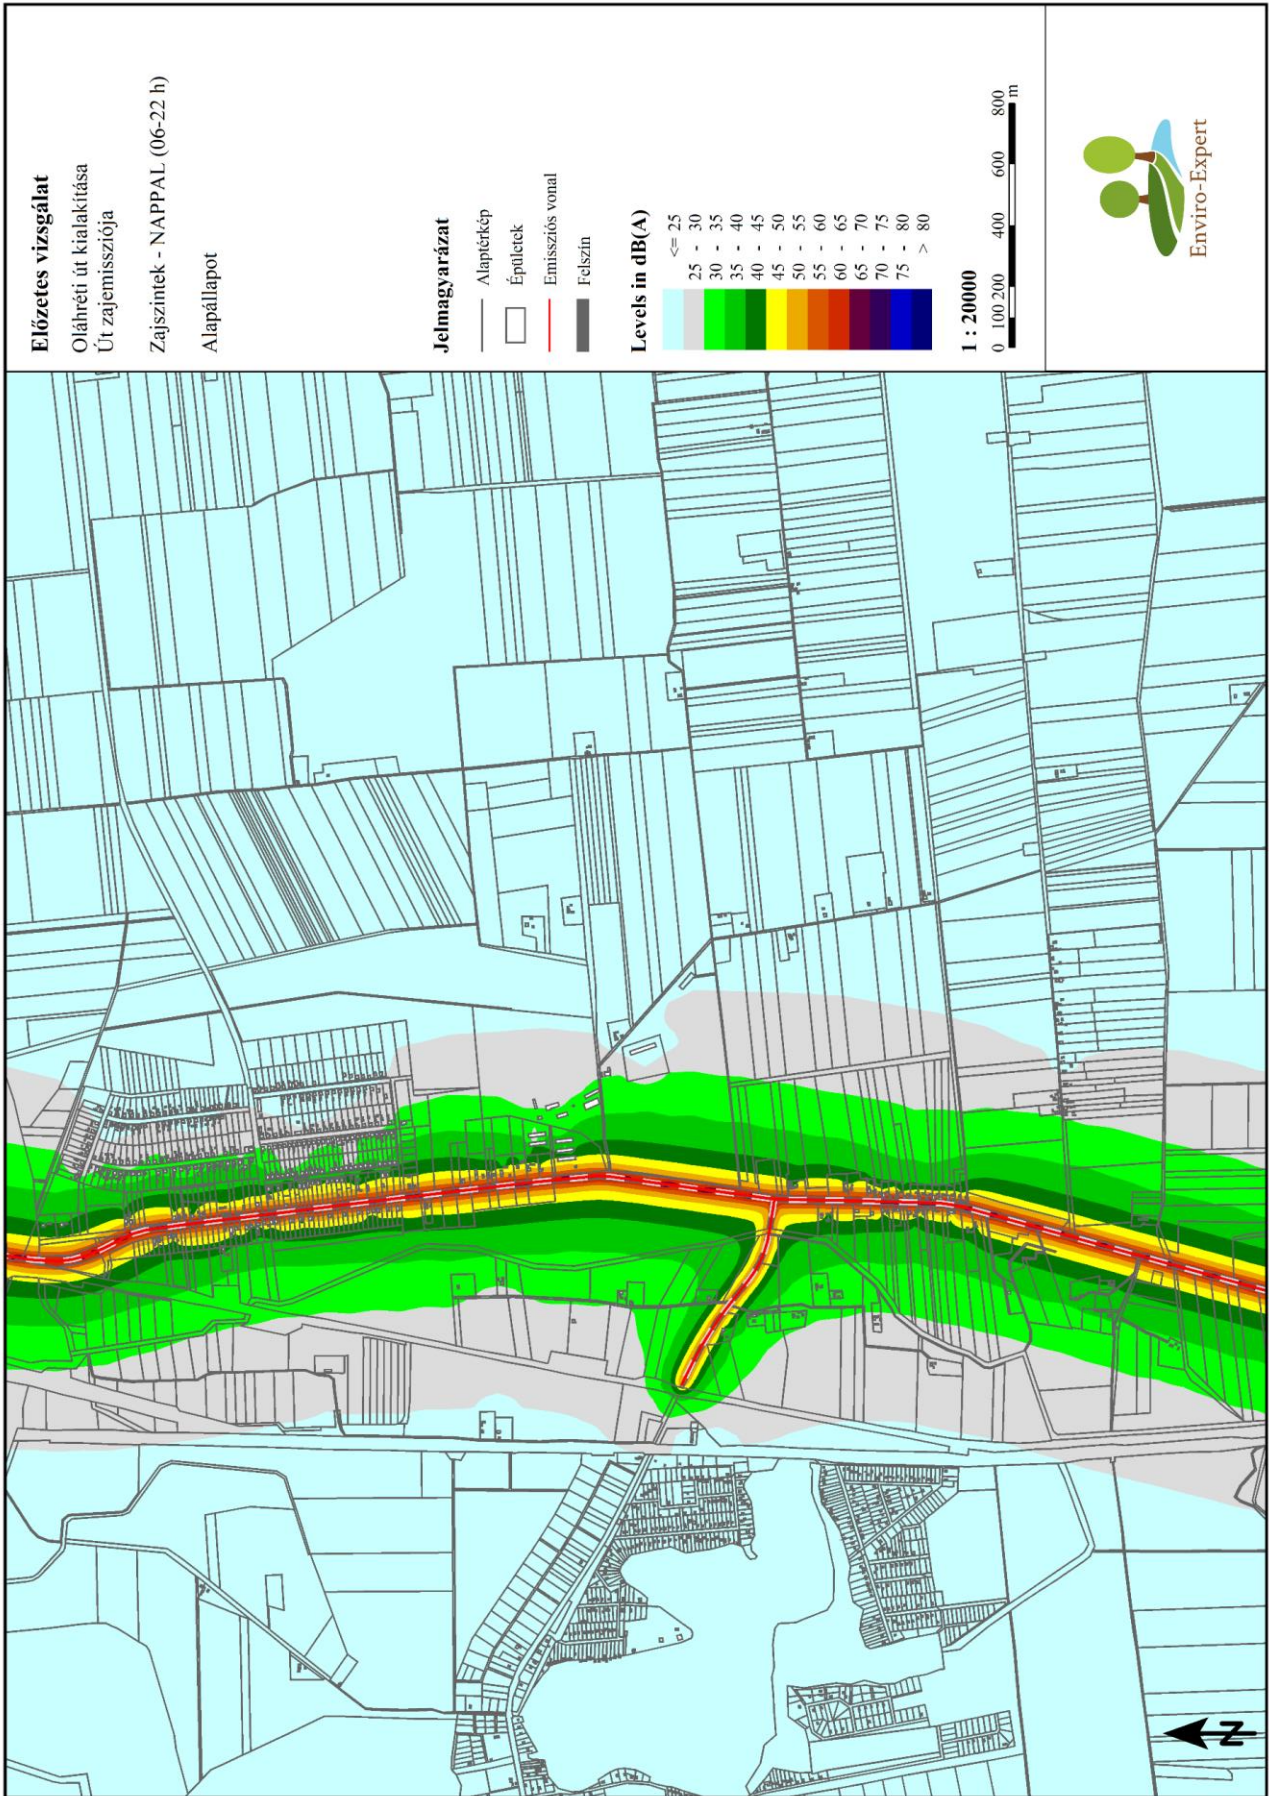 Előzetes vizsgálat
Oláhréti út kialakítása
Út zajemissziója
Zajszintek - NAPPAL (06-22 h)
Alapállapot
Jelmagyarázat
Alaptérkép
Épületek
Emissziós vonal
Felszín
Levels in dB(A)
<= 25
25 - 30
30 - 35
35 - 40
40 - 45
45 - 50
50 - 55
55 - 60
60 - 65
65 - 70
70 - 75
75 - 80
> 80
1 : 20000
0 100 200 400 600 800
m
Enviro-Expert
N